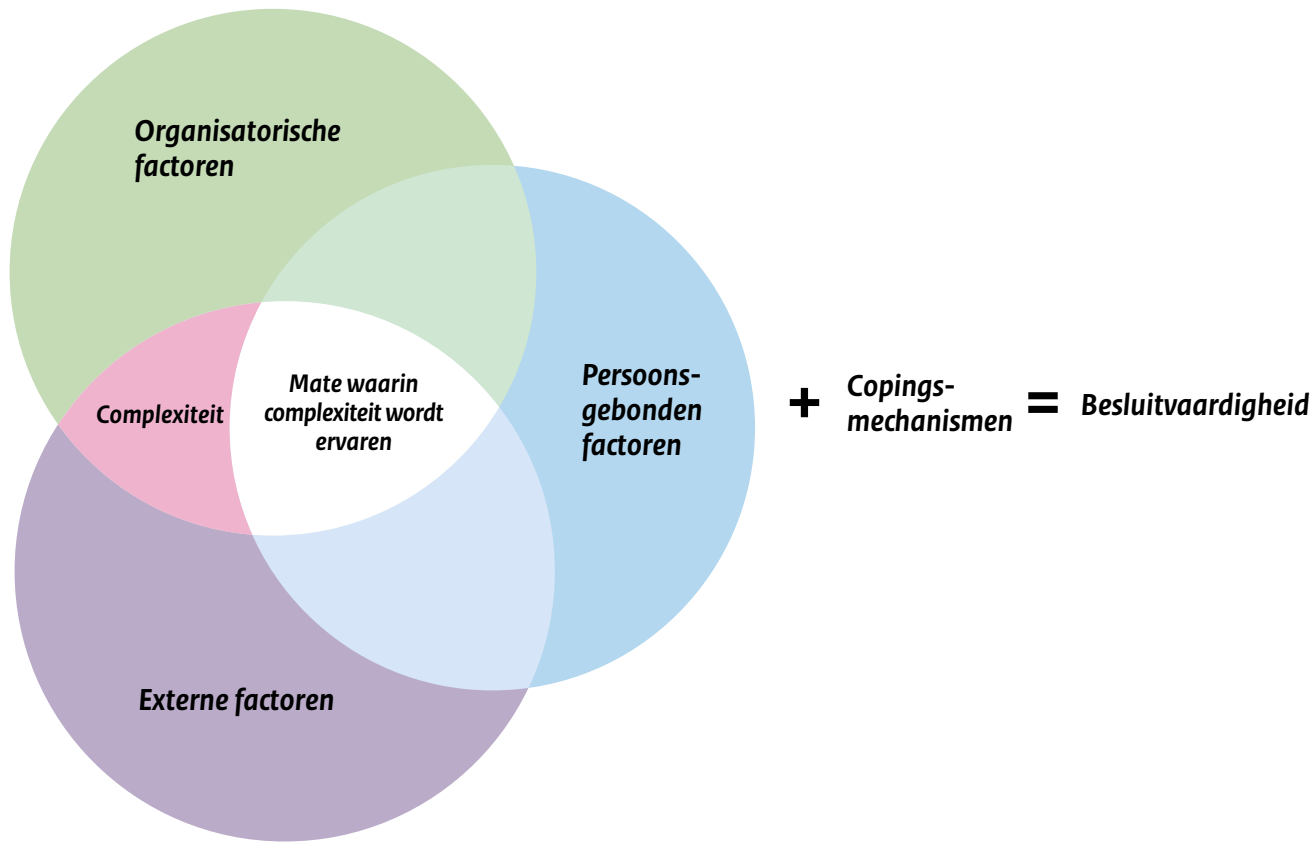 Organisatorische
factoren
Complexiteit
Mate waarin
complexiteit wordt
ervaren
Persoons-
gebonden
factoren
+
Copings-
mechanismen
=
Besluitvaardigheid
Externe factoren